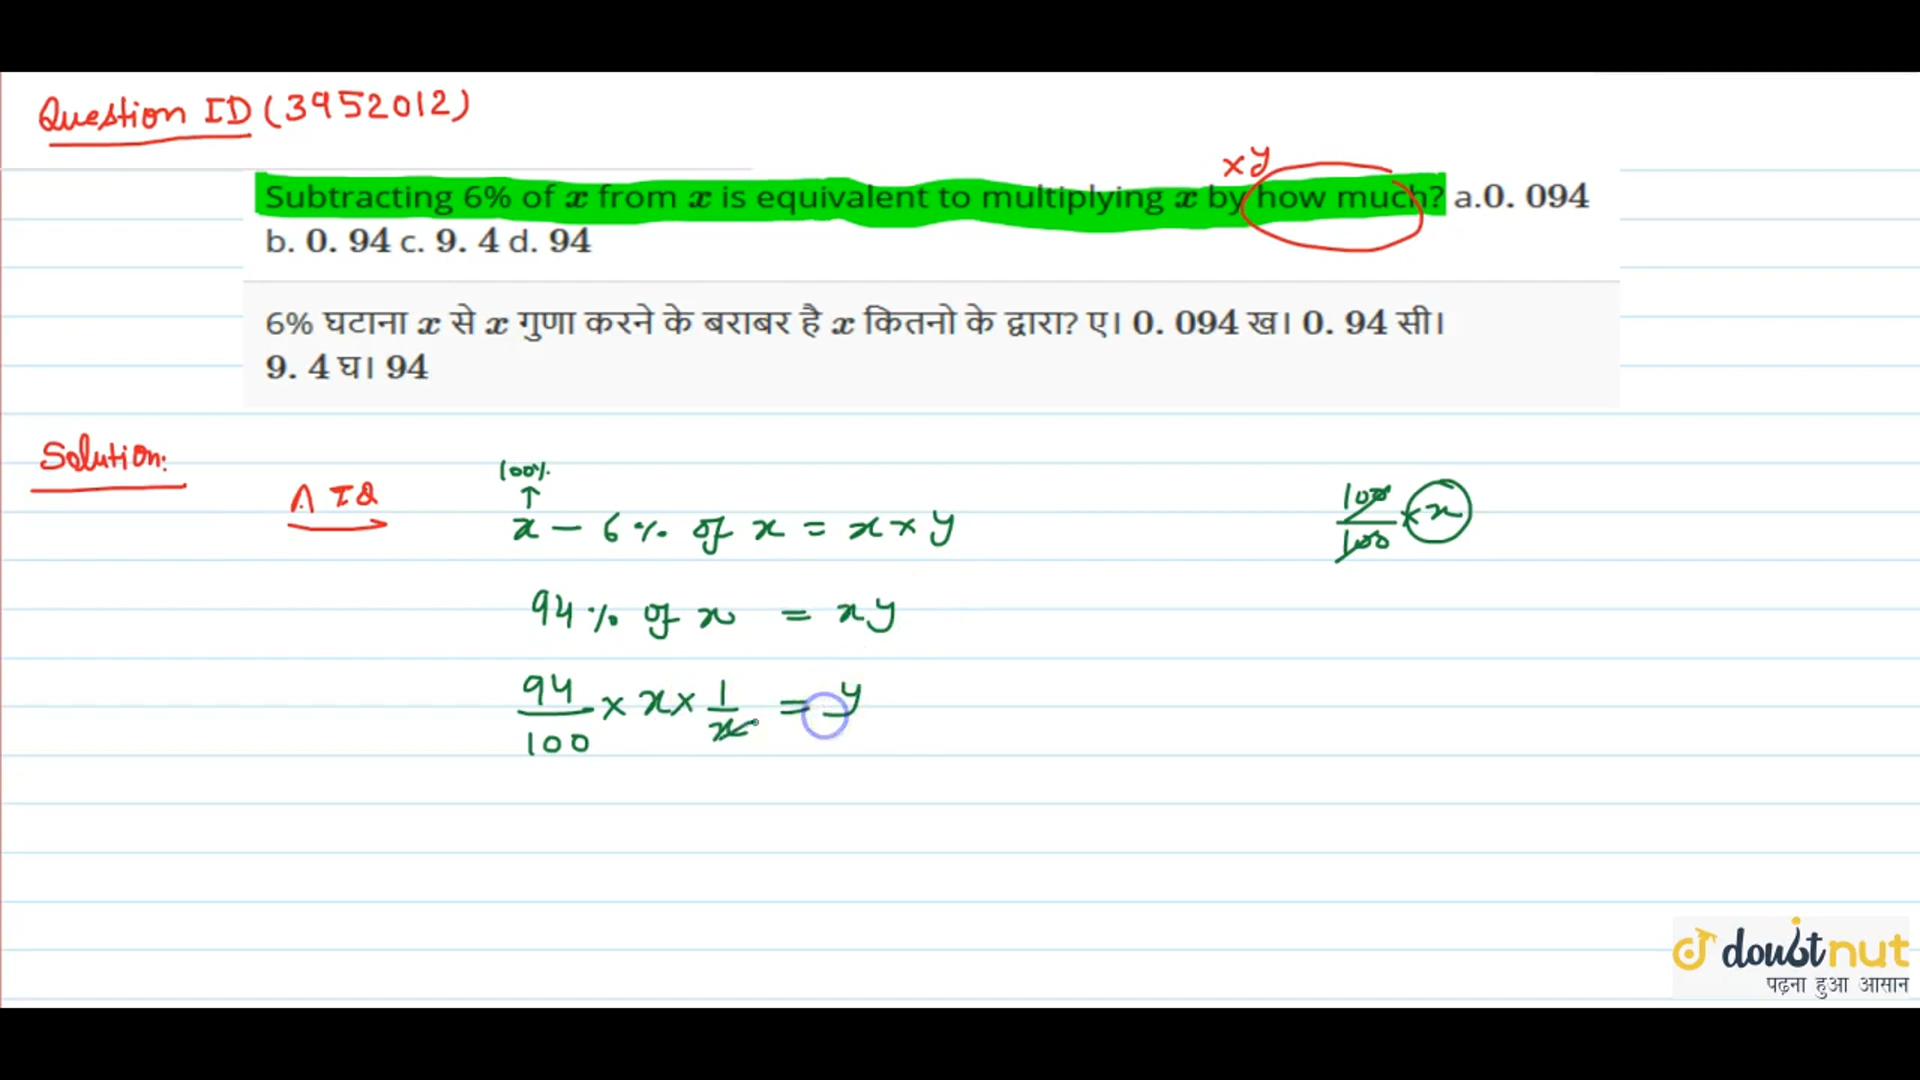 Question ID (3952012)
xy
Subtracting 6% of x from x is equivalent to multiplying x by how much? a.0. 094
b. 0. 94 c. 9. 4 d. 94
6% घटाना x से x गुणा करने के बराबर है x कितनो के द्वारा? ए। 0. 094 ख। 0. 94 सी।
9. 4 घ। 94
Solution:
100%
↑
A T Q
x - 6% of x = x × y
100/100 × x
94% of x = xy
94/100 × x × 1/x = y
doubtnut
पढ़ना हुआ आसान